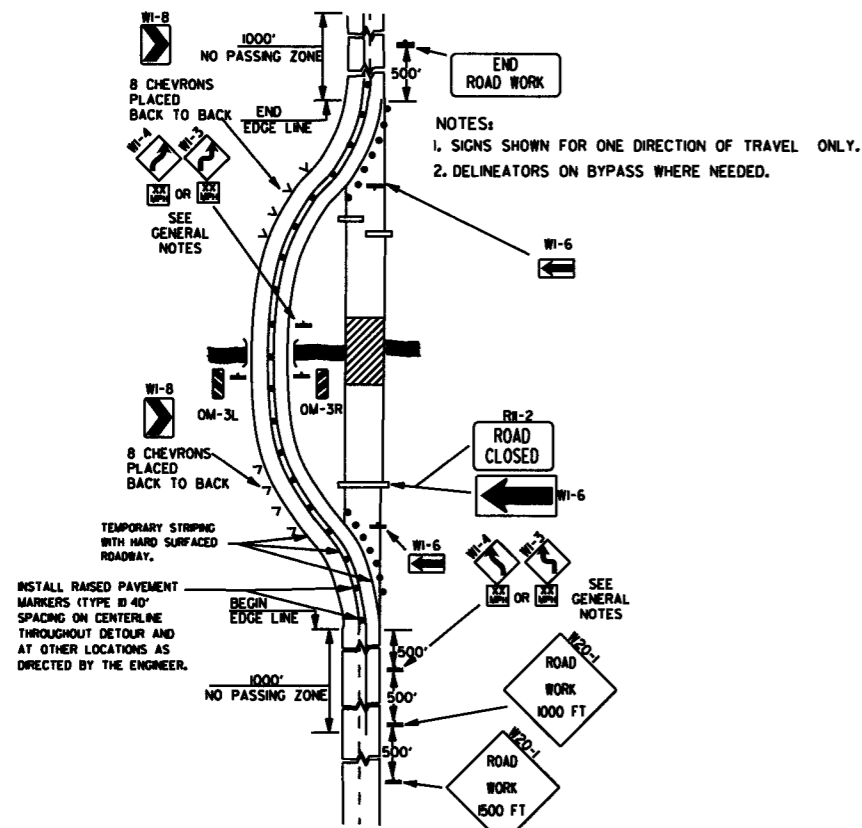 W1-8
1000'
NO PASSING ZONE
500'
END
ROAD WORK
8 CHEVRONS
PLACED
BACK TO BACK
END
EDGE LINE
NOTES:
1. SIGNS SHOWN FOR ONE DIRECTION OF TRAVEL ONLY.
2. DELINEATORS ON BYPASS WHERE NEEDED.
W1-4
W1-3
XX
MPH
OR
XX
MPH
SEE
GENERAL
NOTES
W1-6
OM-3L
OM-3R
W1-8
8 CHEVRONS
PLACED
BACK TO BACK
R11-2
ROAD
CLOSED
W1-6
TEMPORARY STRIPING
WITH HARD SURFACED
ROADWAY.
W1-6
W1-4
W1-3
XX
MPH
OR
XX
MPH
SEE
GENERAL
NOTES
INSTALL RAISED PAVEMENT
MARKERS (TYPE II) 40'
SPACING ON CENTERLINE
THROUGHOUT DETOUR AND
AT OTHER LOCATIONS AS
DIRECTED BY THE ENGINEER.
BEGIN
EDGE LINE
1000'
NO PASSING ZONE
500'
500'
500'
W20-1
ROAD
WORK
1000 FT
W20-1
ROAD
WORK
1500 FT